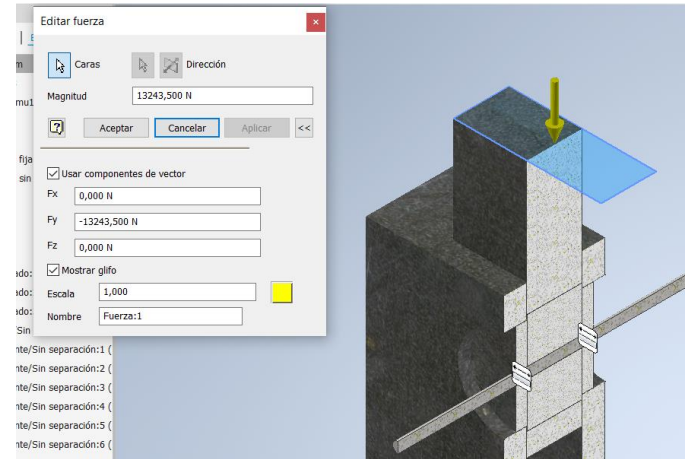 Editar fuerza
Caras
Dirección
Magnitud 13243,500 N
Aceptar Cancelar Aplicar <<
Usar componentes de vector
Fx 0,000 N
Fy -13243,500 N
Fz 0,000 N
Mostrar glifo
Escala 1,000
Nombre Fuerza:1
mu1
fija
sin
ado:
ado:
ado:
/Sin
nte/Sin separación:1 (
nte/Sin separación:2 (
nte/Sin separación:3 (
nte/Sin separación:4 (
nte/Sin separación:5 (
nte/Sin separación:6 (